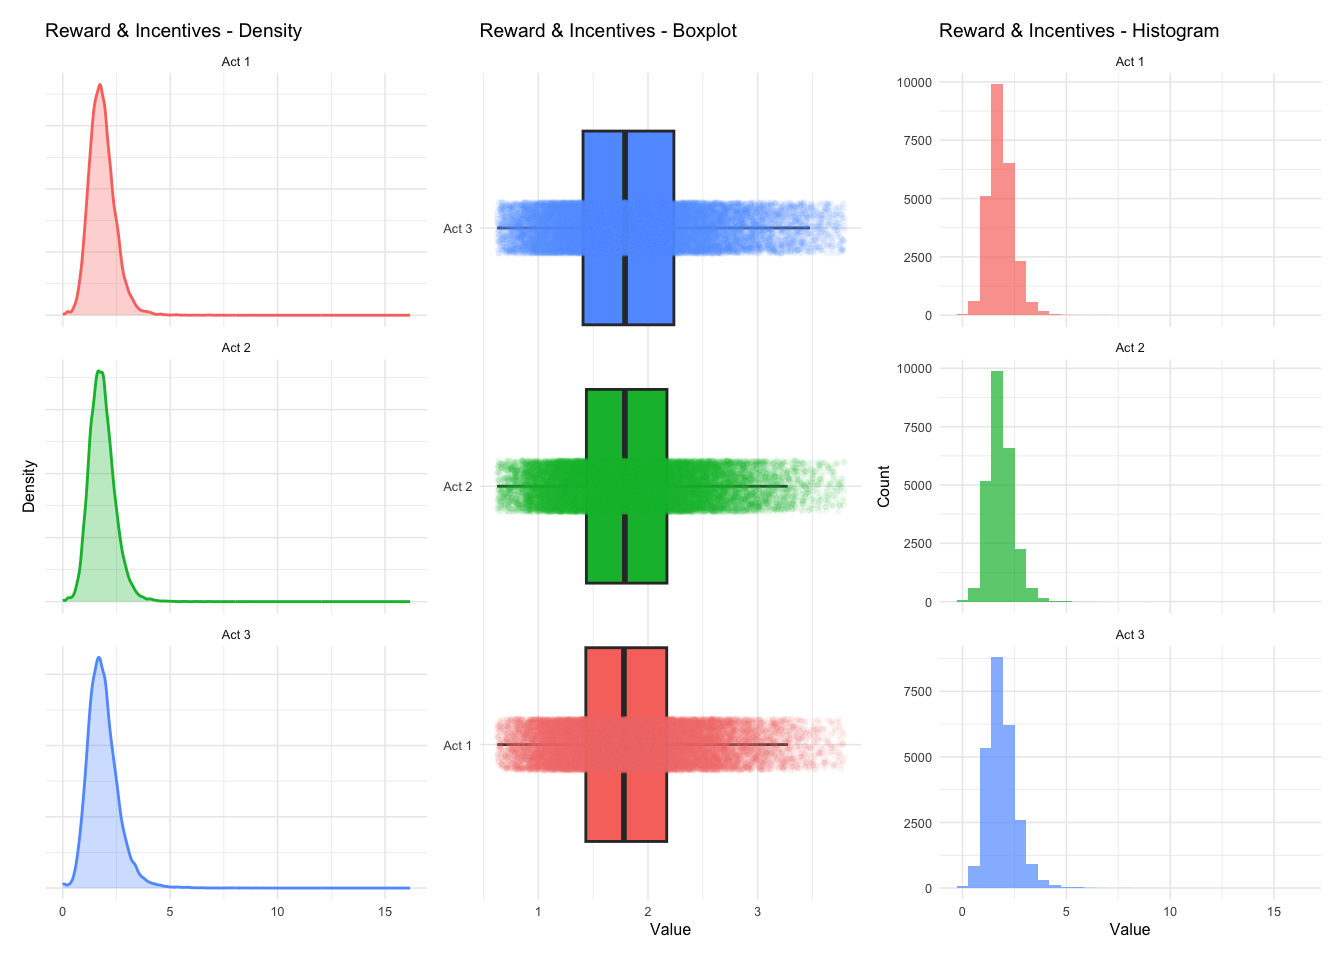 Reward & Incentives - Density
Act 1
Act 2
Act 3
Density
0 5 10 15
Reward & Incentives - Boxplot
Act 3
Act 2
Act 1
1 2 3
Value
Reward & Incentives - Histogram
Act 1
10000
7500
5000
2500
0
Act 2
10000
7500
5000
2500
0
Act 3
7500
5000
2500
0
Count
0 5 10 15
Value